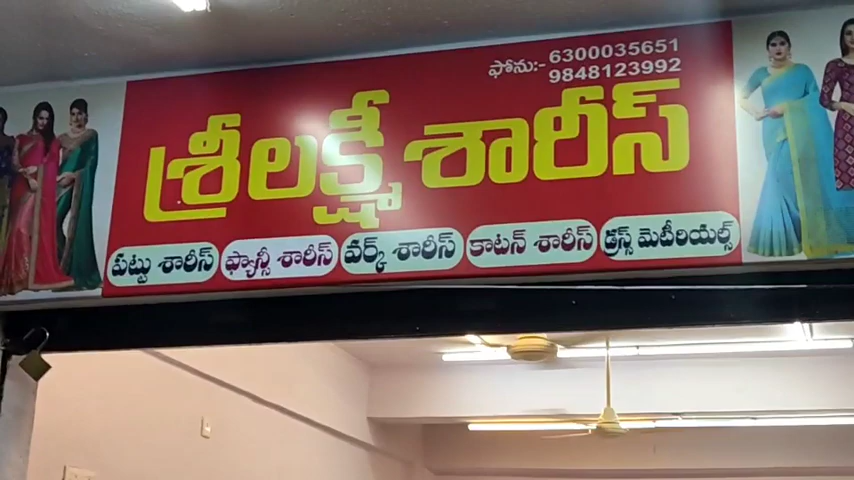 ఫోను:- 6300035651
9848123992
శ్రీలక్ష్మీ శారీస్
పట్టు శారీస్ ఫ్యాన్సీ శారీస్ వర్క్ శారీస్ కాటన్ శారీస్ డ్రస్ మెటీరియల్స్